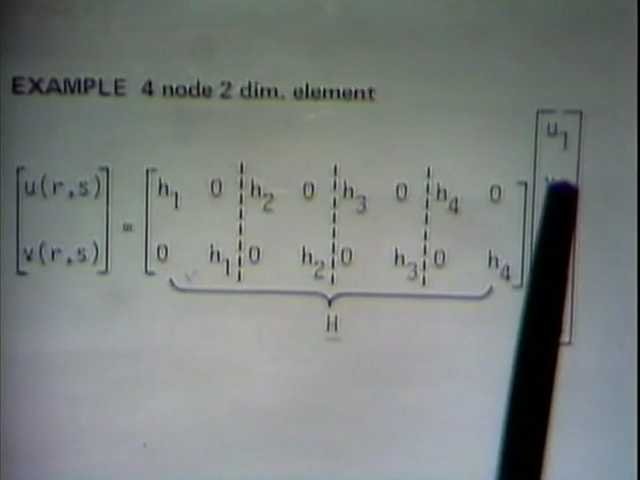 EXAMPLE 4 node 2 dim. element
u₁
u(r,s) h₁ 0 h₂ 0 h₃ 0 h₄ 0
=
v(r,s) 0 h₁ 0 h₂ 0 h₃ 0 h₄
H